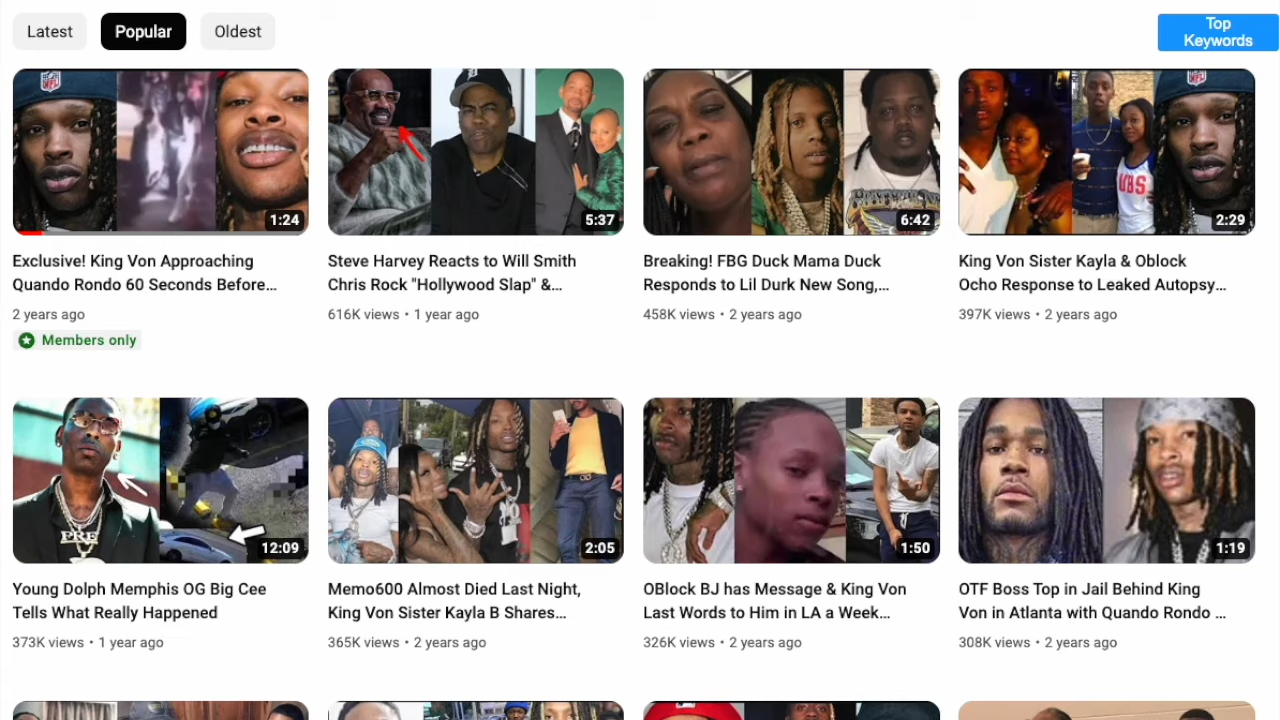 Latest
Popular
Oldest
Top
Keywords
NFL
NFL
UBS
1:24
5:37
6:42
2:29
Exclusive! King Von Approaching
Quando Rondo 60 Seconds Before...
2 years ago
Members only
Steve Harvey Reacts to Will Smith
Chris Rock "Hollywood Slap" &...
616K views • 1 year ago
Breaking! FBG Duck Mama Duck
Responds to Lil Durk New Song,...
458K views • 2 years ago
King Von Sister Kayla & Oblock
Ocho Response to Leaked Autopsy...
397K views • 2 years ago
PRE
12:09
2:05
1:50
1:19
Young Dolph Memphis OG Big Cee
Tells What Really Happened
373K views • 1 year ago
Memo600 Almost Died Last Night,
King Von Sister Kayla B Shares...
365K views • 2 years ago
OBlock BJ has Message & King Von
Last Words to Him in LA a Week...
326K views • 2 years ago
OTF Boss Top in Jail Behind King
Von in Atlanta with Quando Rondo ...
308K views • 2 years ago